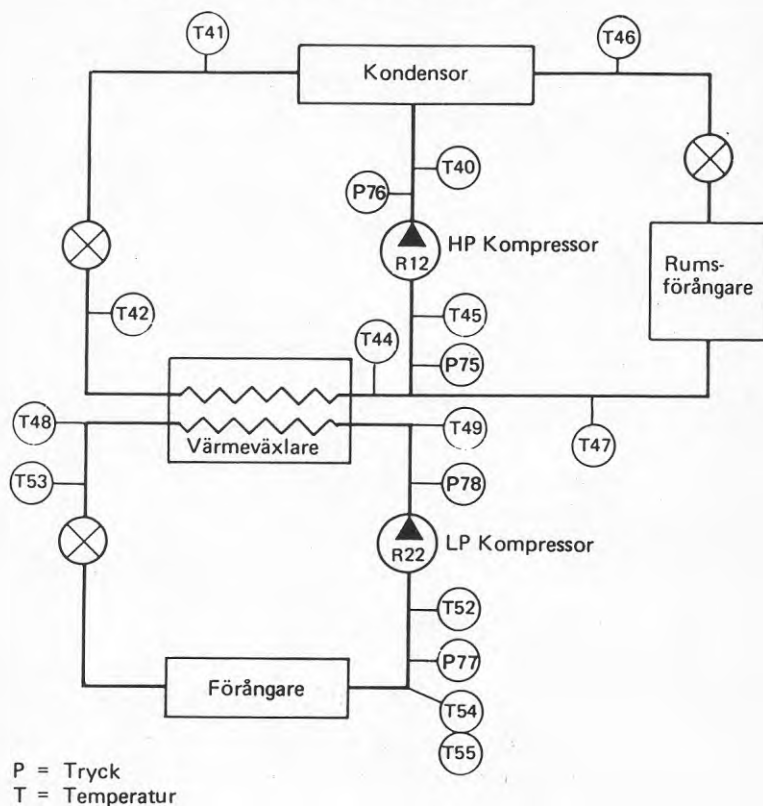 T41
T46
Kondensor
T40
P76
HP Kompressor
R12
Rums-
förångare
T42
T45
T44
P75
T48
T49
Värmeväxlare
T47
T53
P78
LP Kompressor
R22
T52
P77
Förångare
T54
T55
P = Tryck
T = Temperatur